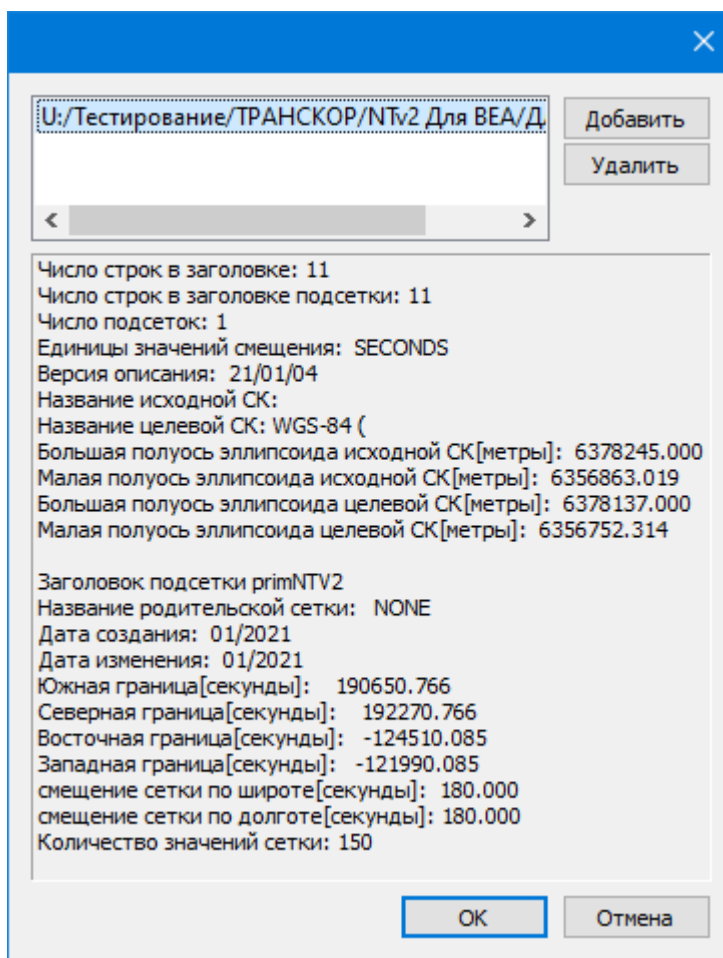 U:/Тестирование/ТРАНСКОР/NTv2 Для ВЕА/Д
Добавить
Удалить
Число строк в заголовке: 11
Число строк в заголовке подсетки: 11
Число подсеток: 1
Единицы значений смещения: SECONDS
Версия описания: 21/01/04
Название исходной СК:
Название целевой СК: WGS-84 (
Большая полуось эллипсоида исходной СК[метры]: 6378245.000
Малая полуось эллипсоида исходной СК[метры]: 6356863.019
Большая полуось эллипсоида целевой СК[метры]: 6378137.000
Малая полуось эллипсоида целевой СК[метры]: 6356752.314
Заголовок подсетки primNTV2
Название родительской сетки: NONE
Дата создания: 01/2021
Дата изменения: 01/2021
Южная граница[секунды]: 190650.766
Северная граница[секунды]: 192270.766
Восточная граница[секунды]: -124510.085
Западная граница[секунды]: -121990.085
смещение сетки по широте[секунды]: 180.000
смещение сетки по долготе[секунды]: 180.000
Количество значений сетки: 150
OK
Отмена